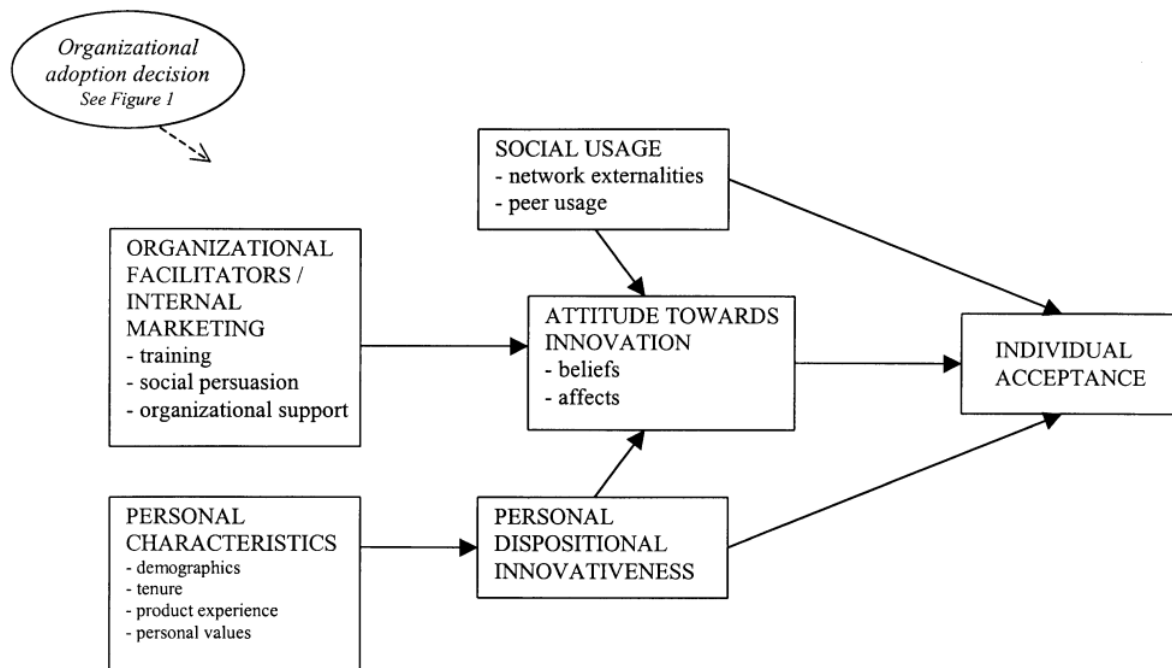 Organizational
adoption decision
See Figure 1
SOCIAL USAGE
- network externalities
- peer usage
ORGANIZATIONAL
FACILITATORS /
INTERNAL
MARKETING
- training
- social persuasion
- organizational support
ATTITUDE TOWARDS
INNOVATION
- beliefs
- affects
INDIVIDUAL
ACCEPTANCE
PERSONAL
CHARACTERISTICS
- demographics
- tenure
- product experience
- personal values
PERSONAL
DISPOSITIONAL
INNOVATIVENESS